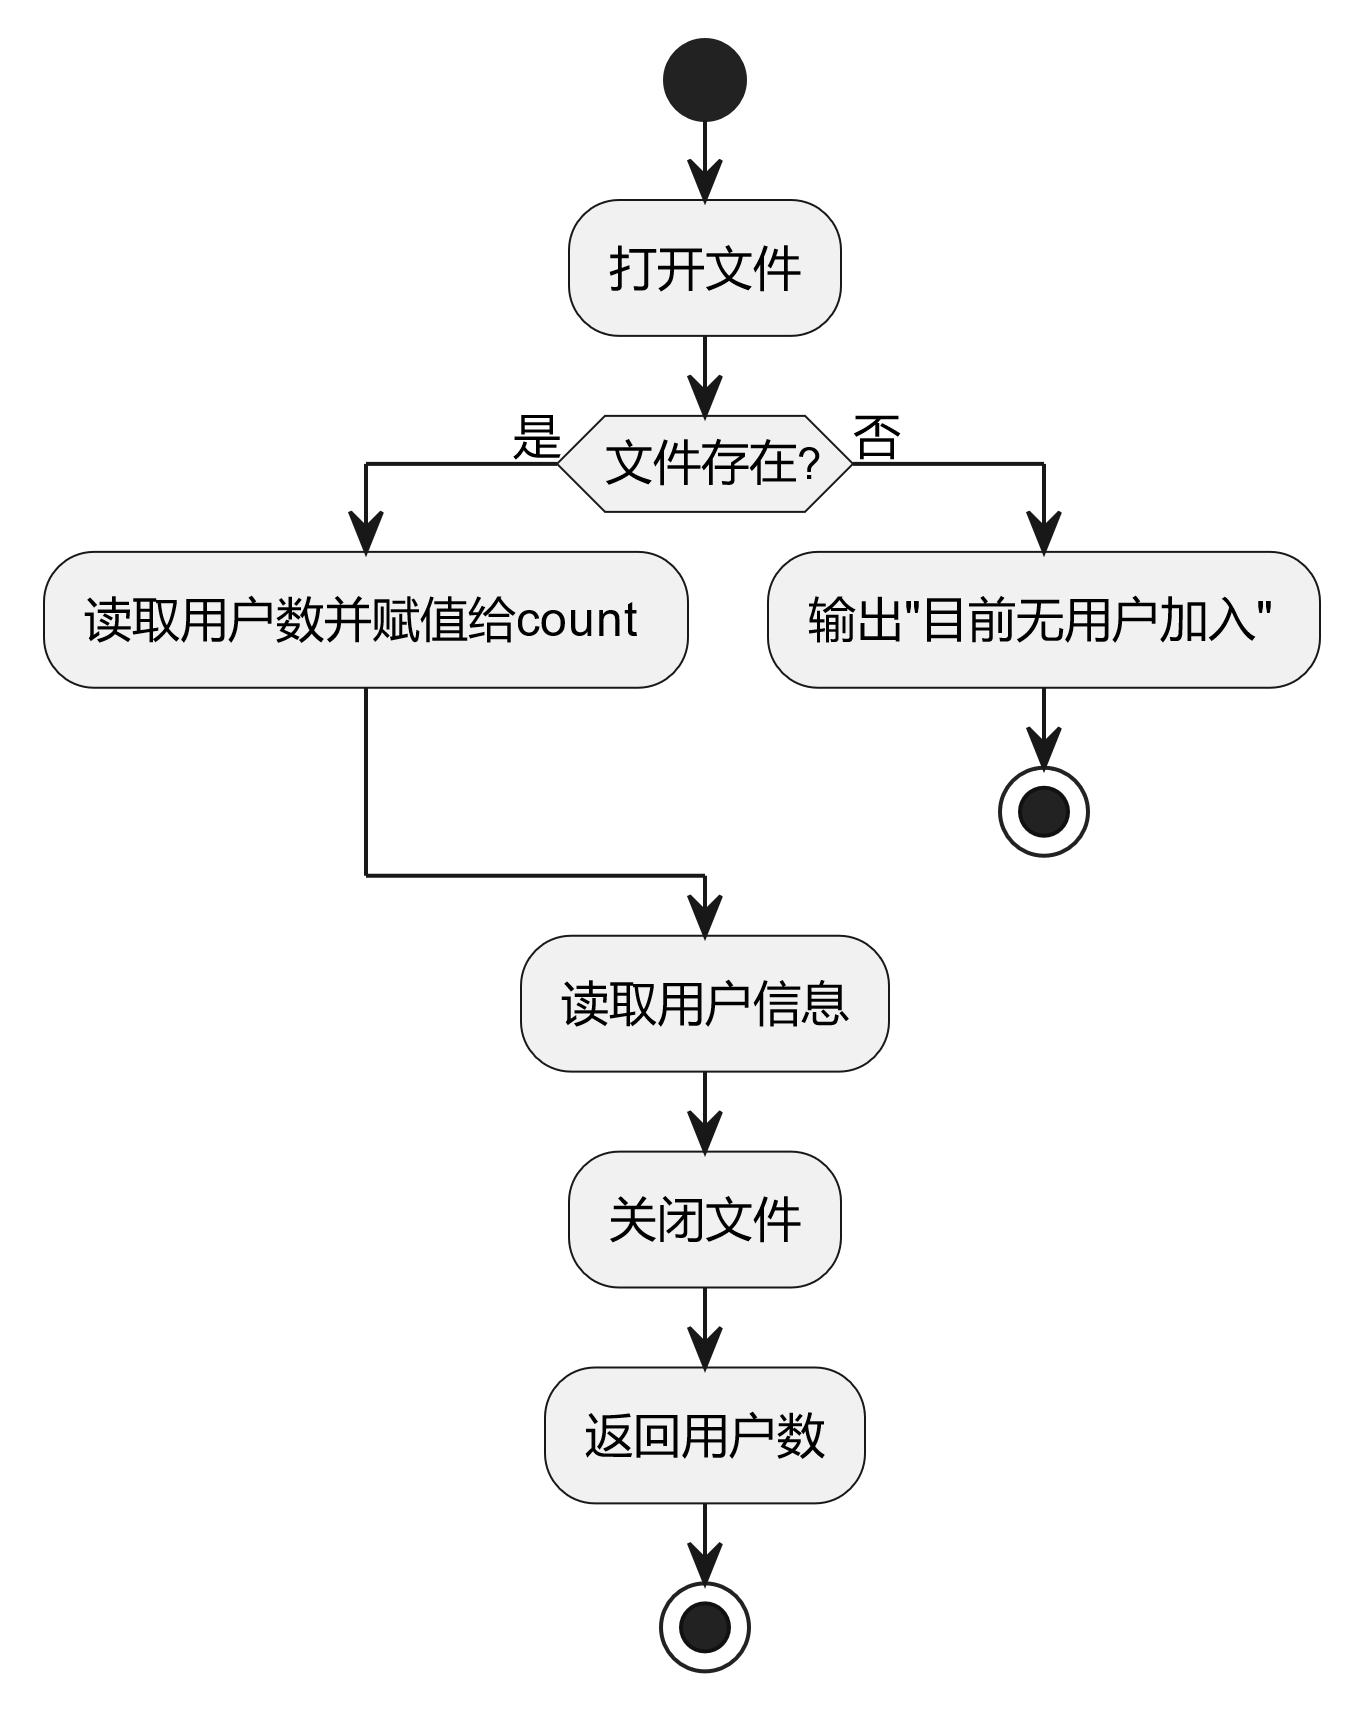 打开文件
是
文件存在?
否
读取用户数并赋值给count
输出"目前无用户加入"
读取用户信息
关闭文件
返回用户数